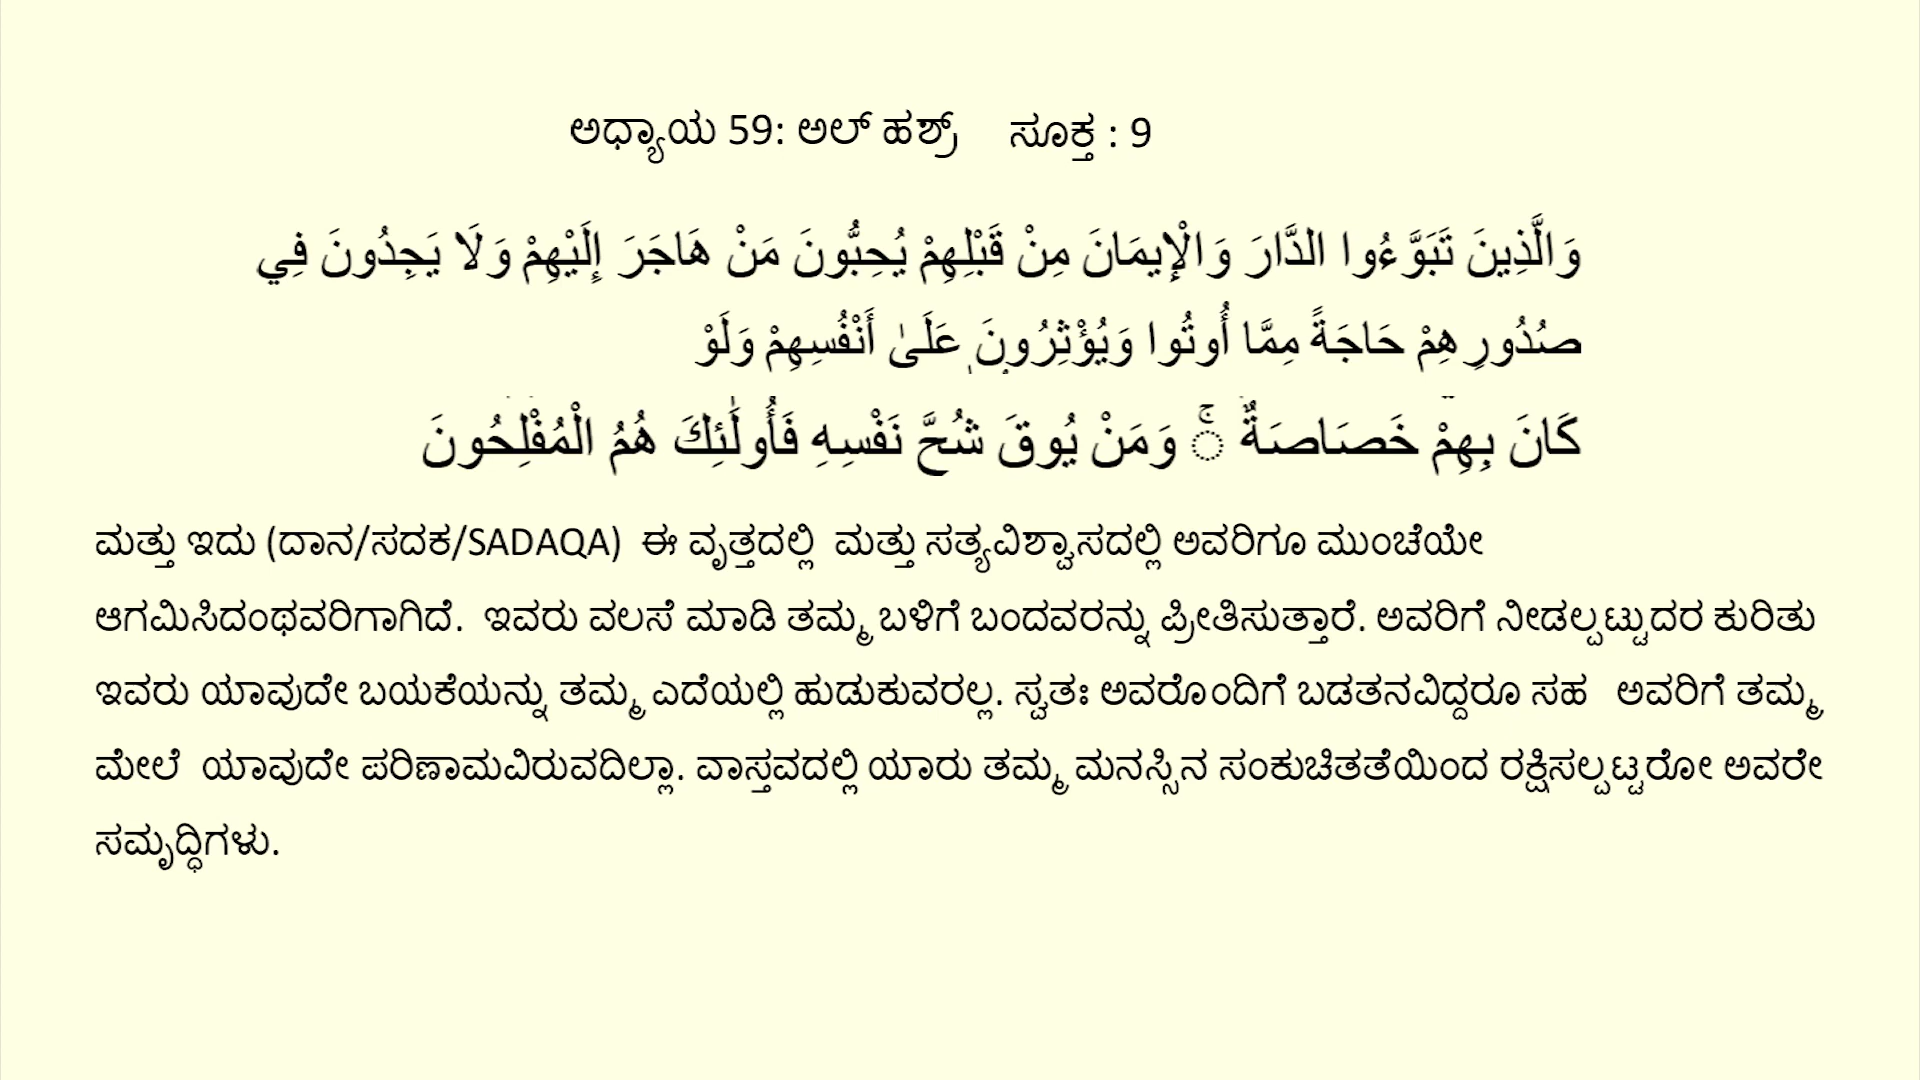 ಅಧ್ಯಾಯ 59: ಅಲ್ ಹಶ್ರ್ ಸೂಕ್ತ : 9
وَالَّذِينَ تَبَوَّءُوا الدَّارَ وَالْإِيمَانَ مِنْ قَبْلِهِمْ يُحِبُّونَ مَنْ هَاجَرَ إِلَيْهِمْ وَلَا يَجِدُونَ فِي
صُدُورِهِمْ حَاجَةً مِمَّا أُوتُوا وَيُؤْثِرُونَ عَلَىٰ أَنْفُسِهِمْ وَلَوْ
كَانَ بِهِمْ خَصَاصَةٌ ۚ وَمَنْ يُوقَ شُحَّ نَفْسِهِ فَأُولَٰئِكَ هُمُ الْمُفْلِحُونَ
ಮತ್ತು ಇದು (ದಾನ/ಸದಕ/SADAQA) ಈ ವೃತ್ತದಲ್ಲಿ ಮತ್ತು ಸತ್ಯವಿಶ್ವಾಸದಲ್ಲಿ ಅವರಿಗೂ ಮುಂಚೆಯೇ
ಆಗಮಿಸಿದಂಥವರಿಗಾಗಿದೆ. ಇವರು ವಲಸೆ ಮಾಡಿ ತಮ್ಮ ಬಳಿಗೆ ಬಂದವರನ್ನು ಪ್ರೀತಿಸುತ್ತಾರೆ. ಅವರಿಗೆ ನೀಡಲ್ಪಟ್ಟುದರ ಕುರಿತು
ಇವರು ಯಾವುದೇ ಬಯಕೆಯನ್ನು ತಮ್ಮ ಎದೆಯಲ್ಲಿ ಹುಡುಕುವರಲ್ಲ. ಸ್ವತಃ ಅವರೊಂದಿಗೆ ಬಡತನವಿದ್ದರೂ ಸಹ ಅವರಿಗೆ ತಮ್ಮ
ಮೇಲೆ ಯಾವುದೇ ಪರಿಣಾಮವಿರುವದಿಲ್ಲಾ. ವಾಸ್ತವದಲ್ಲಿ ಯಾರು ತಮ್ಮ ಮನಸ್ಸಿನ ಸಂಕುಚಿತತೆಯಿಂದ ರಕ್ಷಿಸಲ್ಪಟ್ಟರೋ ಅವರೇ
ಸಮೃದ್ಧಿಗಳು.